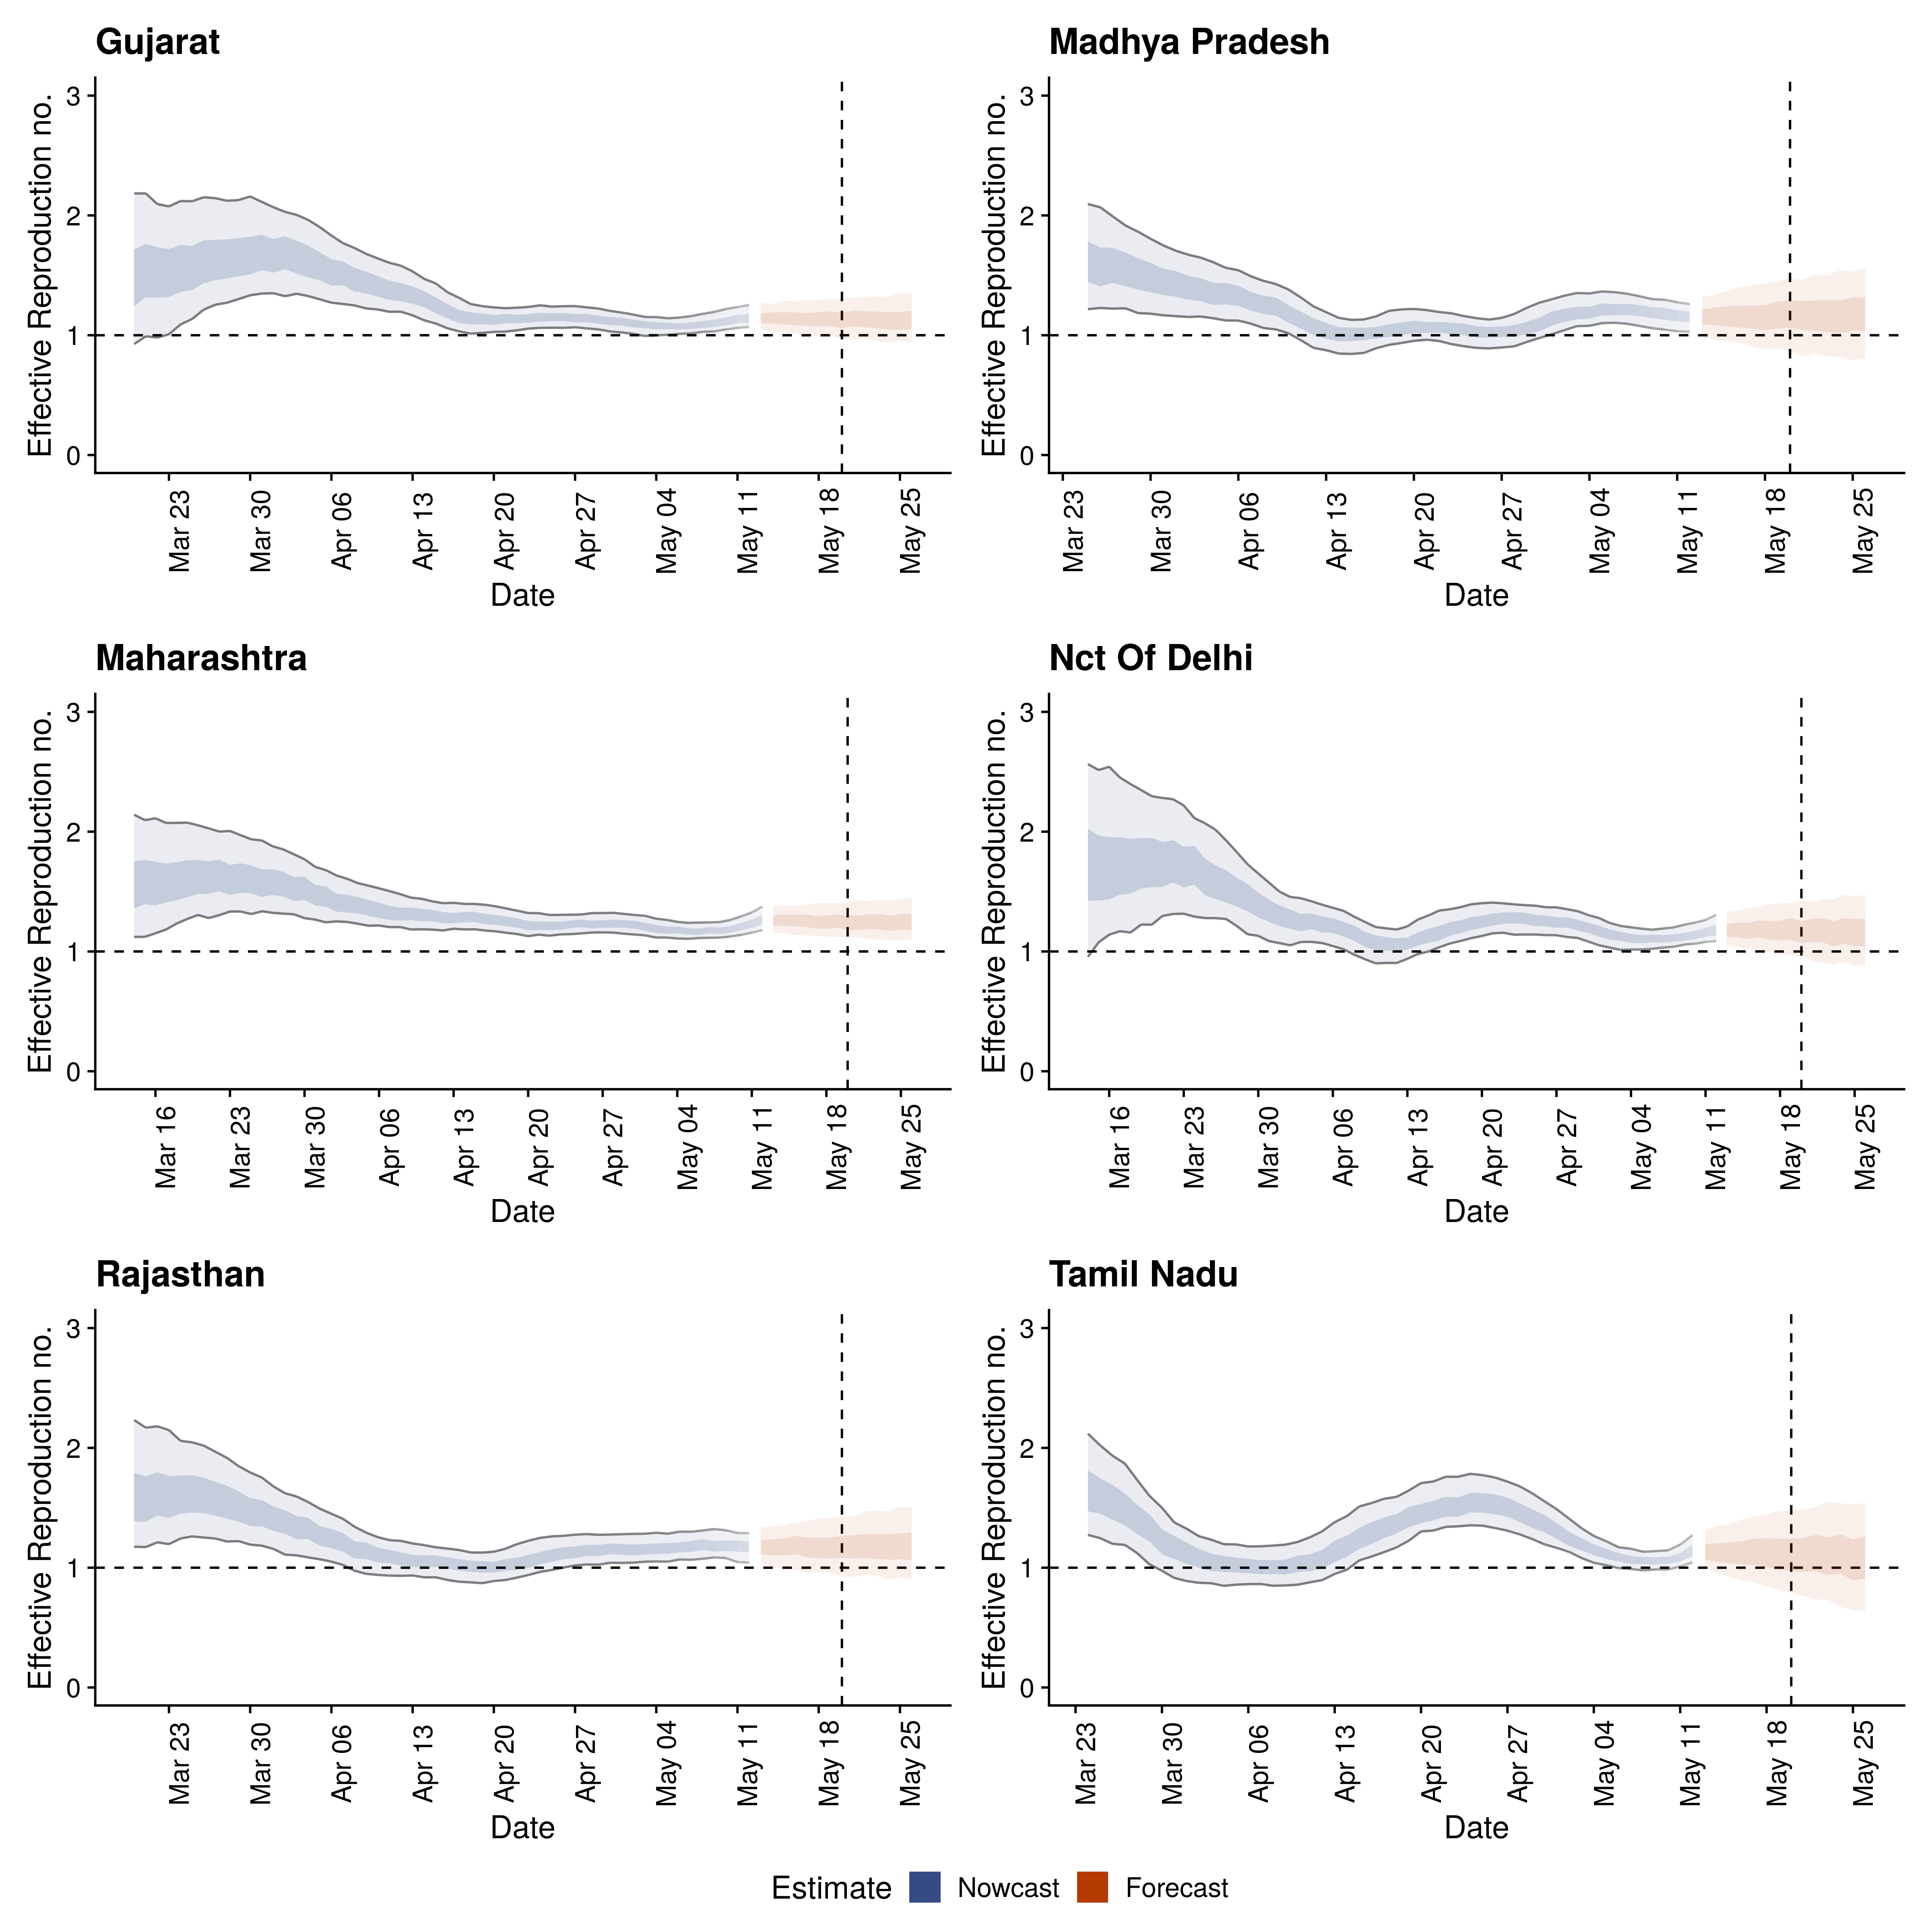 Gujarat
Effective Reproduction no.
3
2
1
0
Mar 23
Mar 30
Apr 06
Apr 13
Apr 20
Apr 27
May 04
May 11
May 18
May 25
Date
Madhya Pradesh
Effective Reproduction no.
3
2
1
0
Mar 23
Mar 30
Apr 06
Apr 13
Apr 20
Apr 27
May 04
May 11
May 18
May 25
Date
Maharashtra
Effective Reproduction no.
3
2
1
0
Mar 16
Mar 23
Mar 30
Apr 06
Apr 13
Apr 20
Apr 27
May 04
May 11
May 18
May 25
Date
Nct Of Delhi
Effective Reproduction no.
3
2
1
0
Mar 16
Mar 23
Mar 30
Apr 06
Apr 13
Apr 20
Apr 27
May 04
May 11
May 18
May 25
Date
Rajasthan
Effective Reproduction no.
3
2
1
0
Mar 23
Mar 30
Apr 06
Apr 13
Apr 20
Apr 27
May 04
May 11
May 18
May 25
Date
Tamil Nadu
Effective Reproduction no.
3
2
1
0
Mar 23
Mar 30
Apr 06
Apr 13
Apr 20
Apr 27
May 04
May 11
May 18
May 25
Date
Estimate Nowcast Forecast